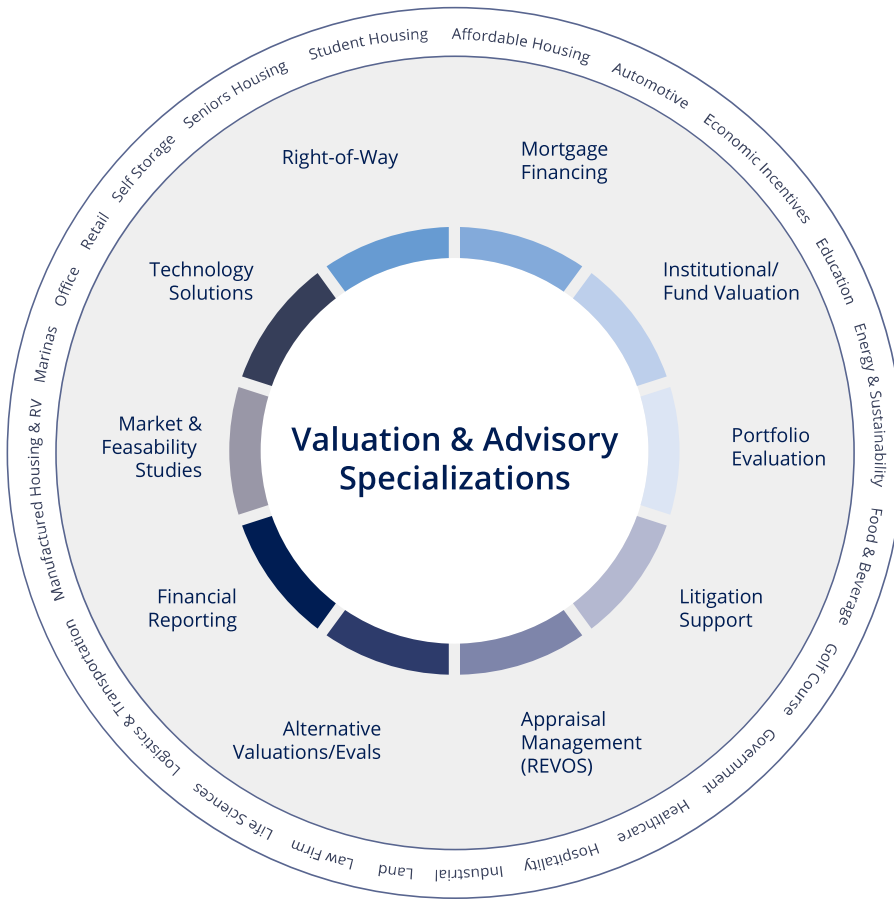 Affordable Housing
Automotive
Economic Incentives
Education
Energy & Sustainability
Food & Beverage
Golf Course
Government
Healthcare
Hospitality
Industrial
Land
Law Firm
Life Sciences
Logistics & Transportation
Manufactured Housing & RV
Marinas
Office
Retail
Self Storage
Seniors Housing
Student Housing
Mortgage
Financing
Institutional/
Fund Valuation
Portfolio
Evaluation
Litigation
Support
Appraisal
Management
(REVOS)
Alternative
Valuations/Evals
Financial
Reporting
Market &
Feasability
Studies
Technology
Solutions
Right-of-Way
Valuation & Advisory
Specializations